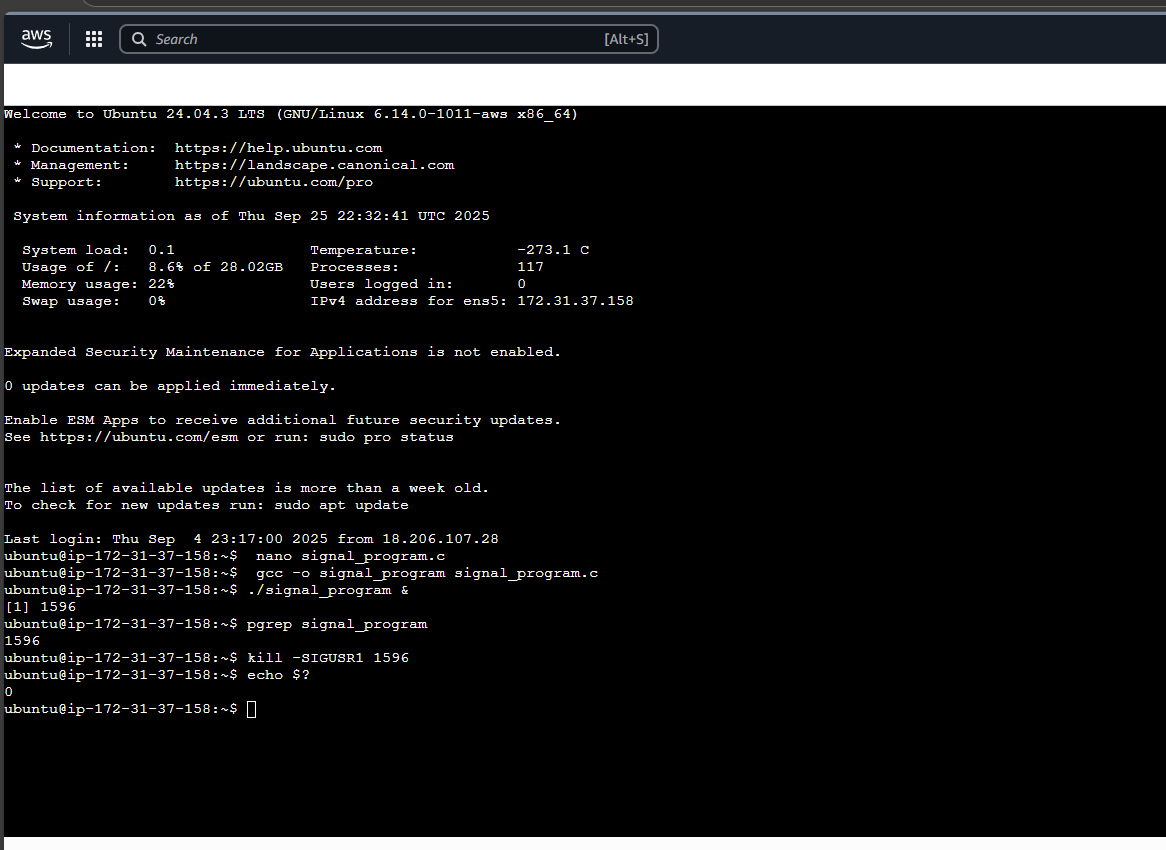 aws
Search [Alt+S]
Welcome to Ubuntu 24.04.3 LTS (GNU/Linux 6.14.0-1011-aws x86_64)
* Documentation: https://help.ubuntu.com
* Management: https://landscape.canonical.com
* Support: https://ubuntu.com/pro
System information as of Thu Sep 25 22:32:41 UTC 2025
System load: 0.1 Temperature: -273.1 C
Usage of /: 8.6% of 28.02GB Processes: 117
Memory usage: 22% Users logged in: 0
Swap usage: 0% IPv4 address for ens5: 172.31.37.158
Expanded Security Maintenance for Applications is not enabled.
0 updates can be applied immediately.
Enable ESM Apps to receive additional future security updates.
See https://ubuntu.com/esm or run: sudo pro status
The list of available updates is more than a week old.
To check for new updates run: sudo apt update
Last login: Thu Sep  4 23:17:00 2025 from 18.206.107.28
ubuntu@ip-172-31-37-158:~$  nano signal_program.c
ubuntu@ip-172-31-37-158:~$  gcc -o signal_program signal_program.c
ubuntu@ip-172-31-37-158:~$ ./signal_program &
[1] 1596
ubuntu@ip-172-31-37-158:~$ pgrep signal_program
1596
ubuntu@ip-172-31-37-158:~$ kill -SIGUSR1 1596
ubuntu@ip-172-31-37-158:~$ echo $?
0
ubuntu@ip-172-31-37-158:~$